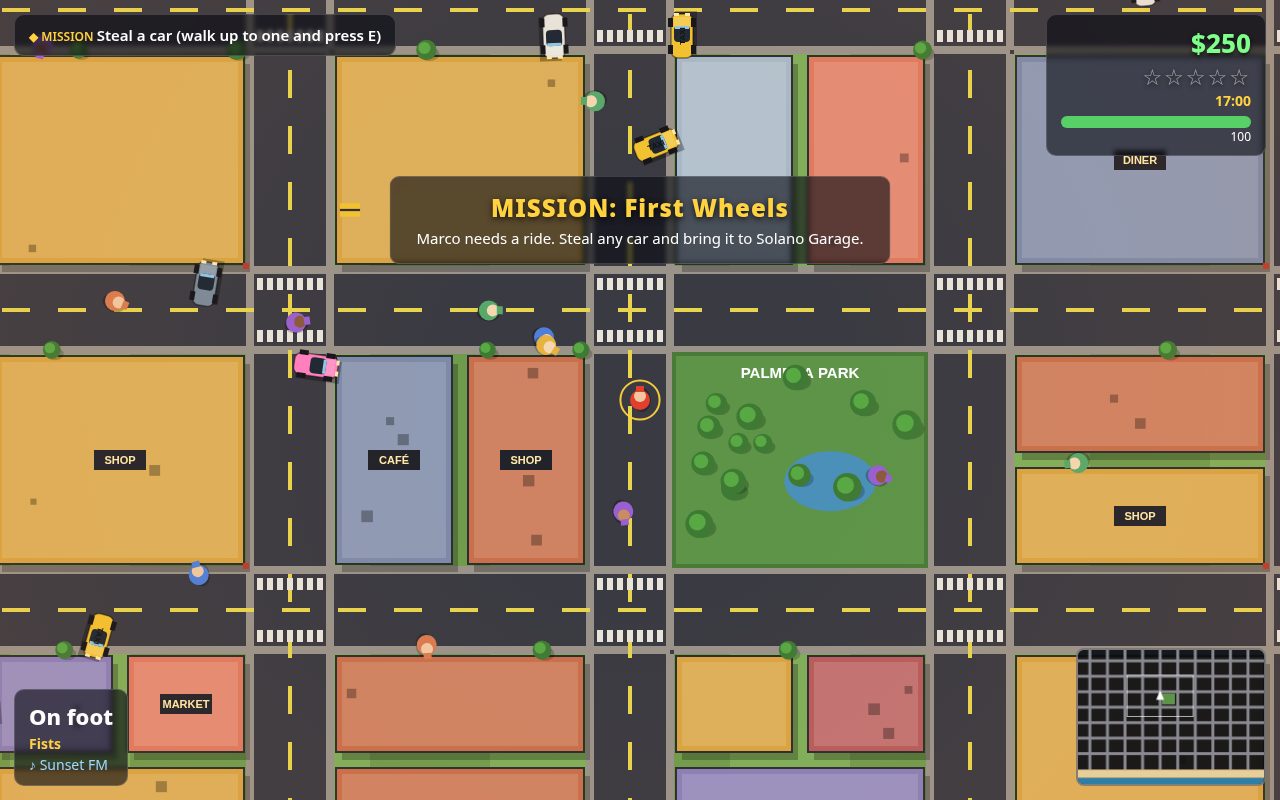 ◆ MISSION Steal a car (walk up to one and press E)
$250
☆☆☆☆☆
17:00
100
DINER
MISSION: First Wheels
Marco needs a ride. Steal any car and bring it to Solano Garage.
PALM A PARK
SHOP
CAFÉ
SHOP
SHOP
MARKET
On foot
Fists
♪ Sunset FM